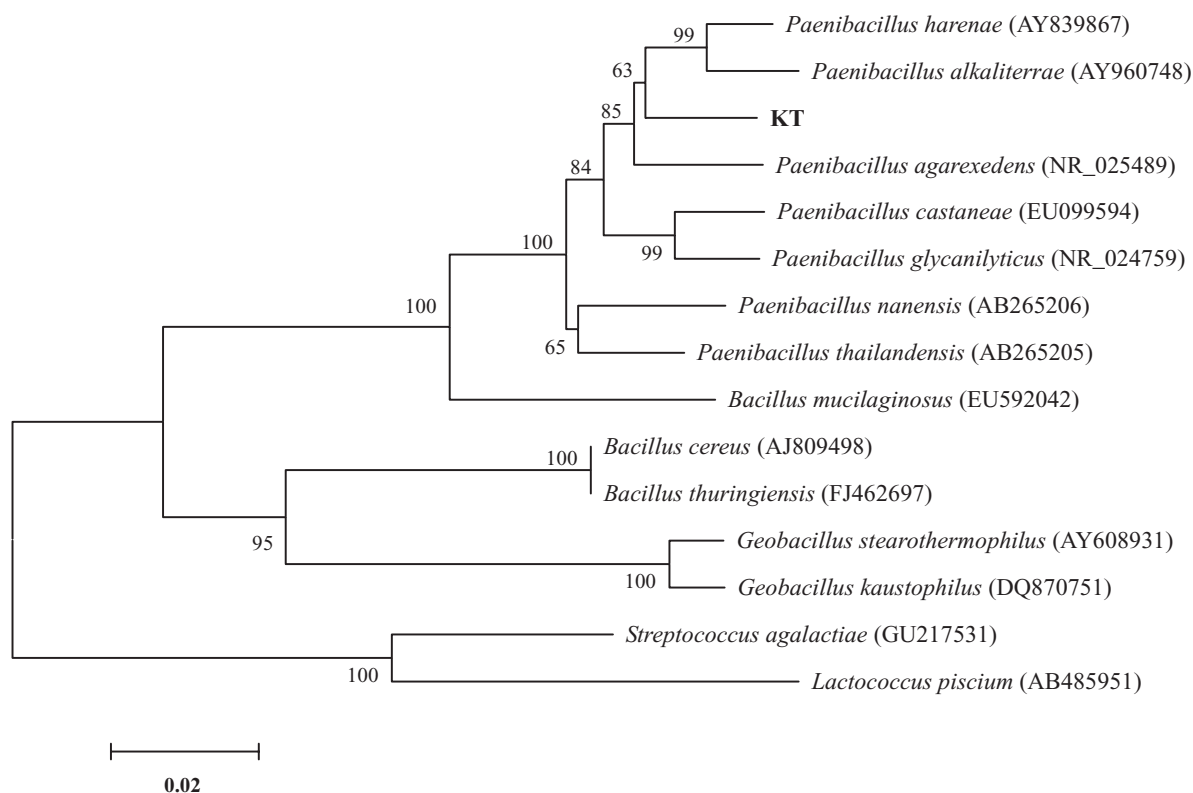 Paenibacillus harenae (AY839867)
99
Paenibacillus alkaliterrae (AY960748)
63
KT
85
Paenibacillus agarexedens (NR_025489)
84
Paenibacillus castaneae (EU099594)
99
Paenibacillus glycanilyticus (NR_024759)
100
Paenibacillus nanensis (AB265206)
100
65
Paenibacillus thailandensis (AB265205)
Bacillus mucilaginosus (EU592042)
Bacillus cereus (AJ809498)
100
Bacillus thuringiensis (FJ462697)
95
Geobacillus stearothermophilus (AY608931)
100
Geobacillus kaustophilus (DQ870751)
Streptococcus agalactiae (GU217531)
100
Lactococcus piscium (AB485951)
0.02